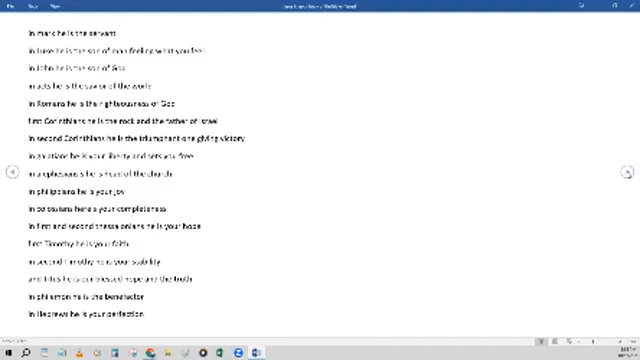 File
Tools
View
in mark he is the servant
in Luke he is the son of man feeling what you feel
in John he is the son of God
in acts he is the savior of the world
in Romans he is the righteousness of God
first Corinthians he is the rock and the father of Israel
in second Corinthians he is the triumphant one giving victory
in galatians he is your liberty and sets you free
in a ephesians s he is head of the church
in philippians he is your joy
in colossians here's your completeness
in first and second thessalonians he is your hope
first Timothy he is your faith
in second Timothy he is your stability
and Titus he is our blessed hope and the truth
in philemon he is the benefactor
in Hebrews he is your perfection